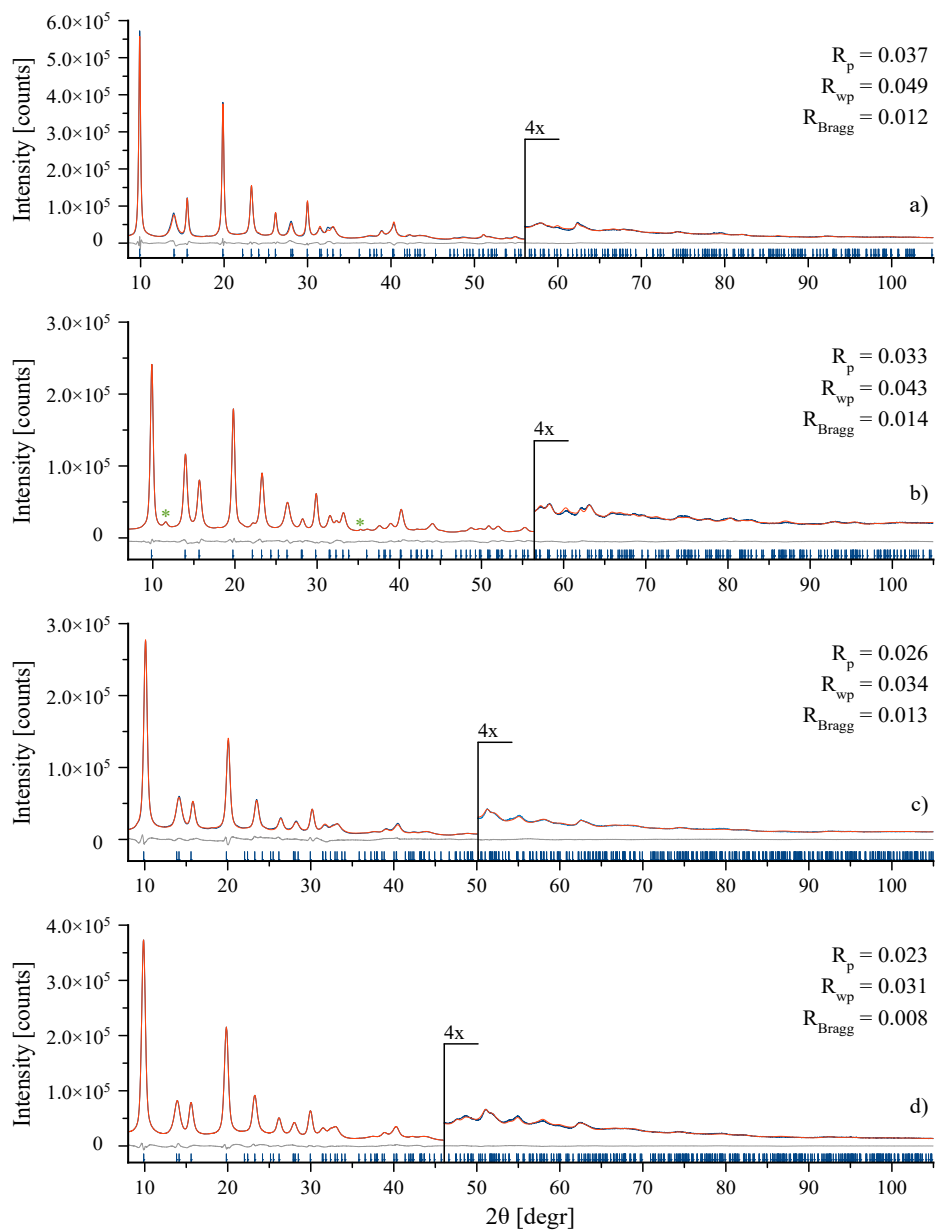 6.0×10⁵
5.0×10⁵
4.0×10⁵
3.0×10⁵
2.0×10⁵
1.0×10⁵
0
Intensity [counts]
4x
Rₚ = 0.037
R_wp = 0.049
R_Bragg = 0.012
a)
10 20 30 40 50 60 70 80 90 100
3.0×10⁵
2.0×10⁵
1.0×10⁵
0
Intensity [counts]
* *
4x
Rₚ = 0.033
R_wp = 0.043
R_Bragg = 0.014
b)
10 20 30 40 50 60 70 80 90 100
3.0×10⁵
2.0×10⁵
1.0×10⁵
0
Intensity [counts]
4x
Rₚ = 0.026
R_wp = 0.034
R_Bragg = 0.013
c)
10 20 30 40 50 60 70 80 90 100
4.0×10⁵
3.0×10⁵
2.0×10⁵
1.0×10⁵
0
Intensity [counts]
4x
Rₚ = 0.023
R_wp = 0.031
R_Bragg = 0.008
d)
10 20 30 40 50 60 70 80 90 100
2θ [degr]